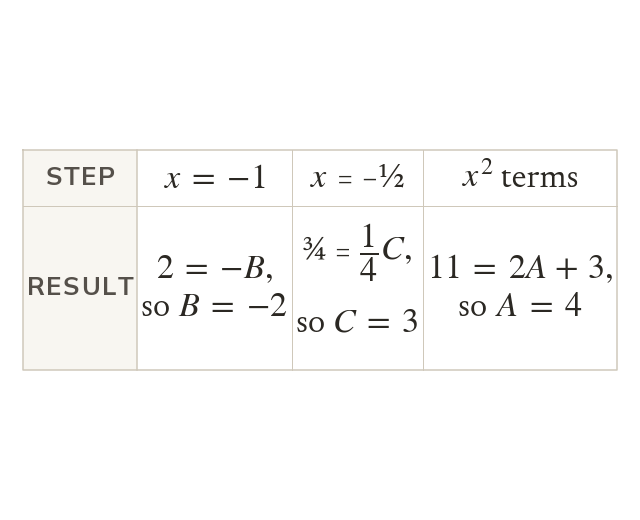 STEP x = −1 x = −½ x² terms
RESULT
2 = −B,
so B = −2
¾ = 1/4 C,
so C = 3
11 = 2A + 3,
so A = 4